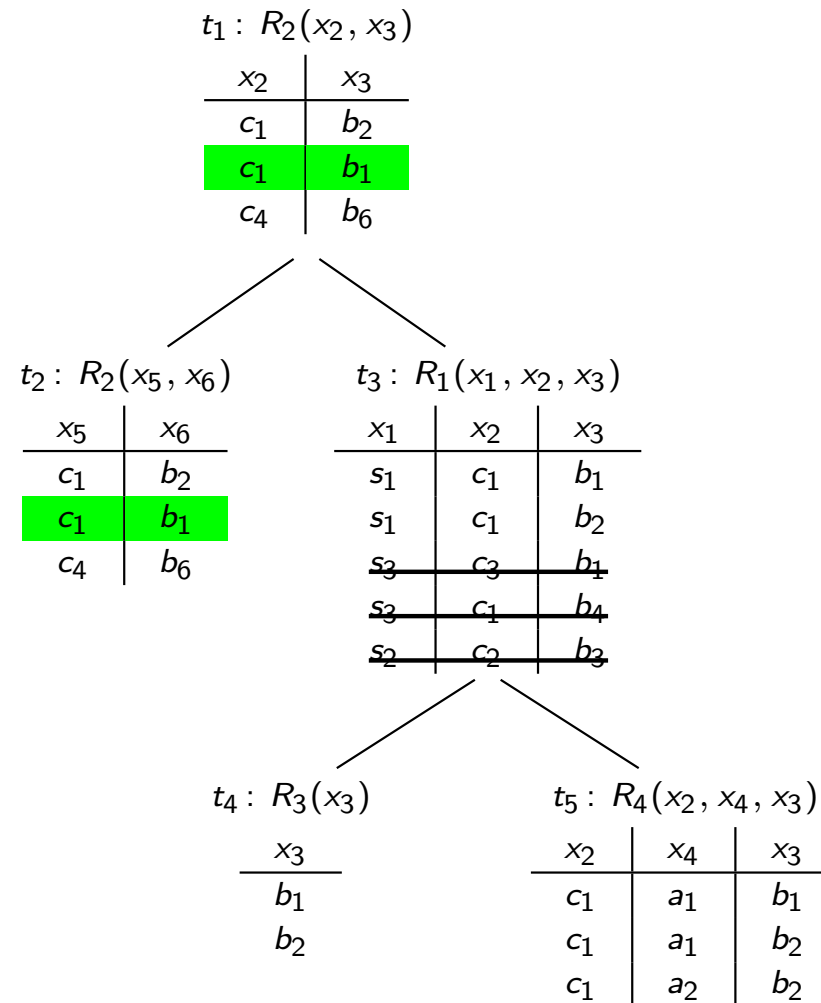 t₁ : R₂(x₂, x₃)
x₂ x₃
c₁ b₂
c₁ b₁
c₄ b₆
t₂ : R₂(x₅, x₆)
x₅ x₆
c₁ b₂
c₁ b₁
c₄ b₆
t₃ : R₁(x₁, x₂, x₃)
x₁ x₂ x₃
s₁ c₁ b₁
s₁ c₁ b₂
s₃ c₃ b₁
s₃ c₁ b₄
s₂ c₂ b₃
t₄ : R₃(x₃)
x₃
b₁
b₂
t₅ : R₄(x₂, x₄, x₃)
x₂ x₄ x₃
c₁ a₁ b₁
c₁ a₁ b₂
c₁ a₂ b₂